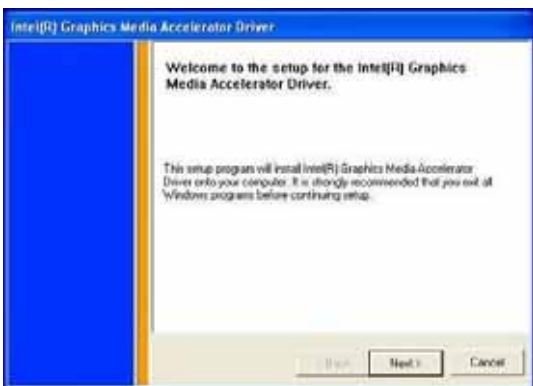 Intel(R) Graphics Media Accelerator Driver
Welcome to the setup for the Intel(R) Graphics
Media Accelerator Driver.
This setup program will install Intel(R) Graphics Media Accelerator
Driver onto your computer. It is strongly recommended that you exit all
Windows programs before continuing setup.
< Back
Next >
Cancel